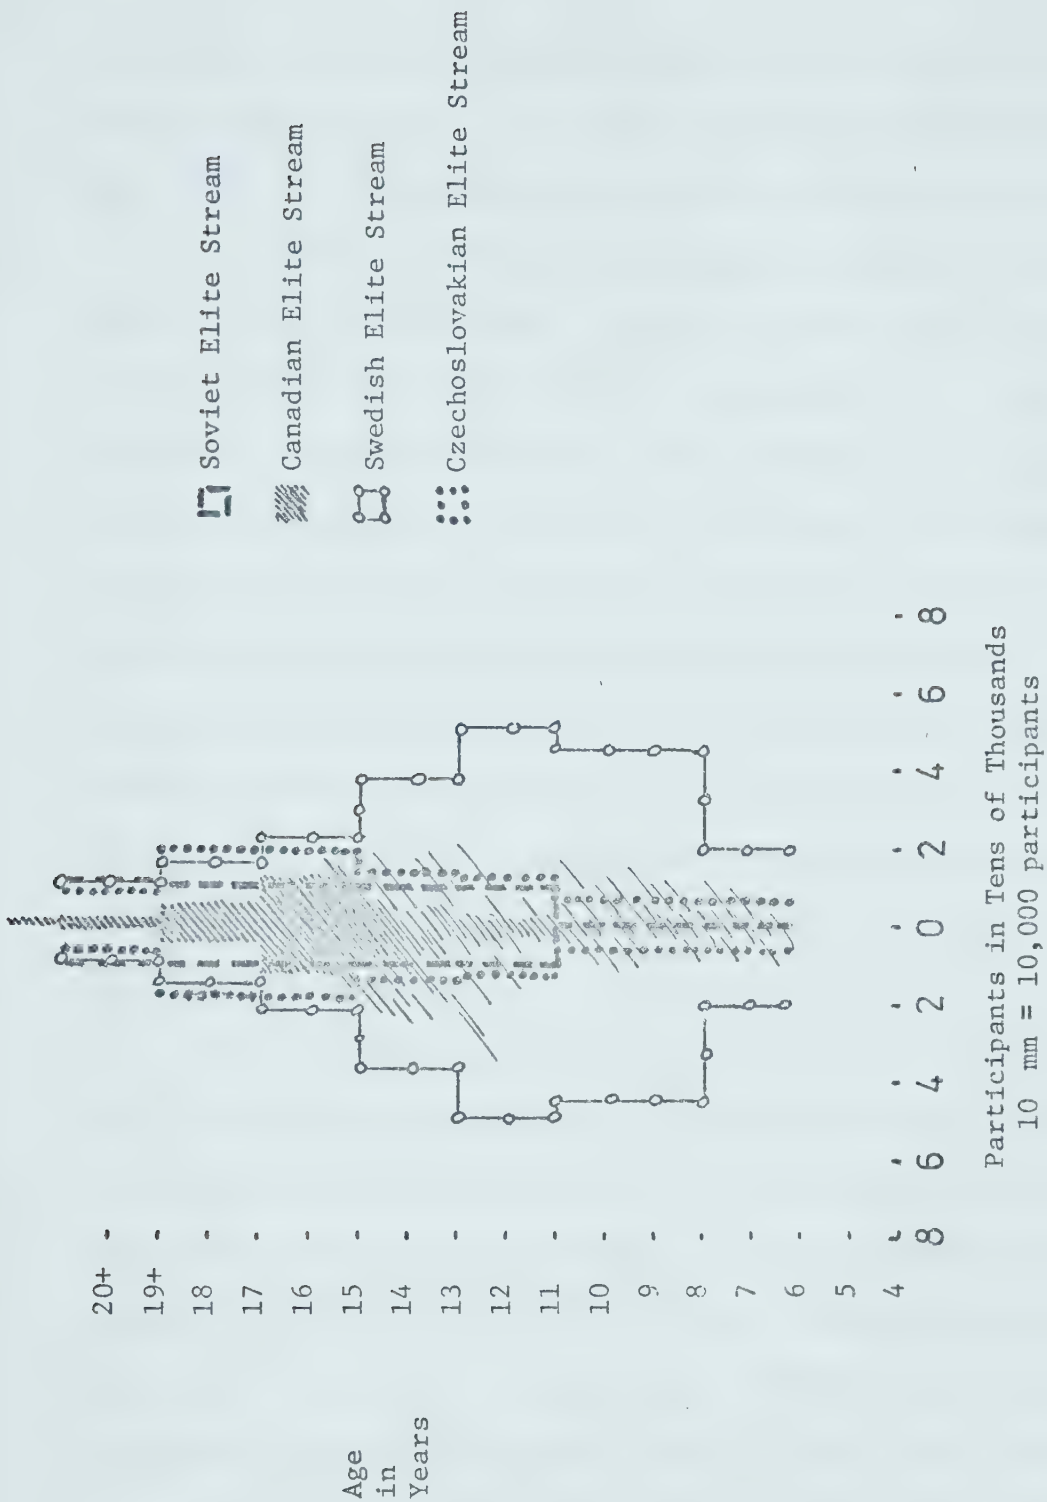 Soviet Elite Stream
Canadian Elite Stream
Swedish Elite Stream
Czechoslovakian Elite Stream
Age
in
Years
20+
19+
18
17
16
15
14
13
12
11
10
9
8
7
6
5
4
8 6 4 2 0 2 4 6 8
Participants in Tens of Thousands
10 mm = 10,000 participants